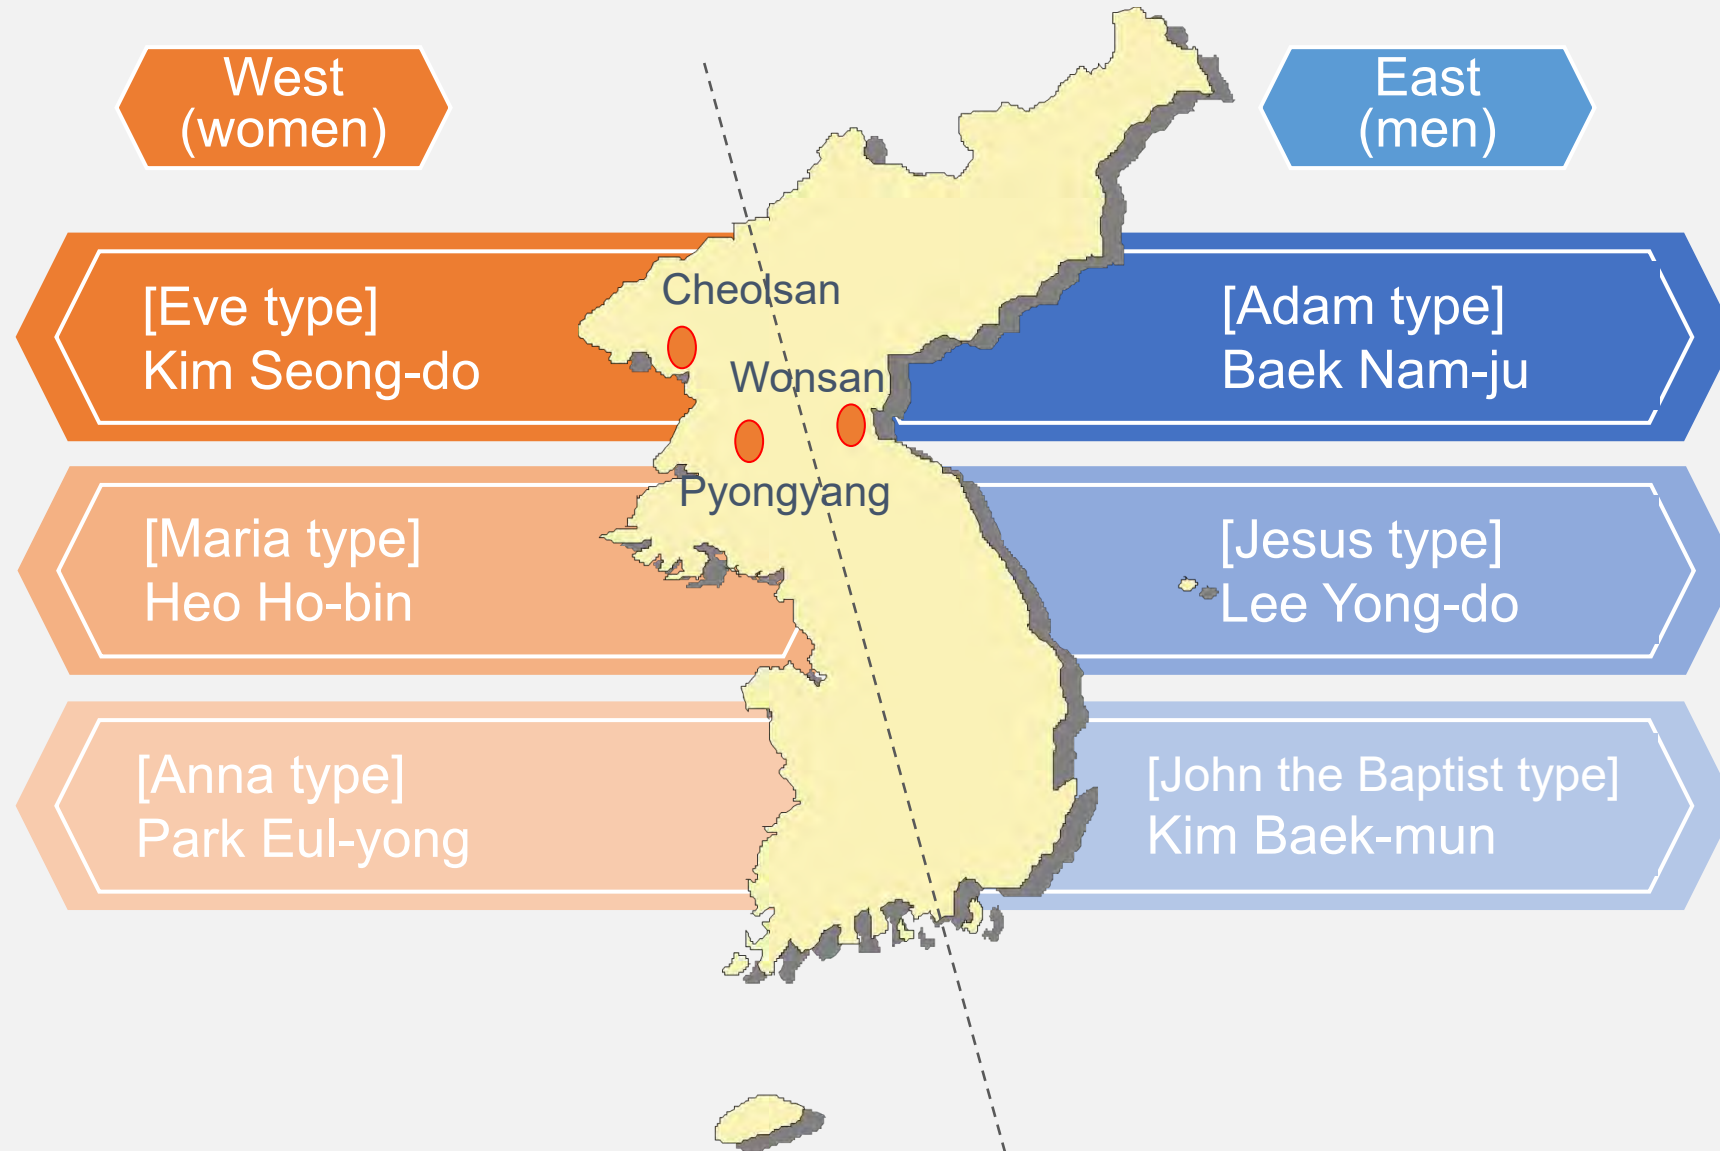 West
(women)
East
(men)
[Eve type]
Kim Seong-do
Cheolsan
Wonsan
Pyongyang
[Adam type]
Baek Nam-ju
[Maria type]
Heo Ho-bin
[Jesus type]
Lee Yong-do
[Anna type]
Park Eul-yong
[John the Baptist type]
Kim Baek-mun